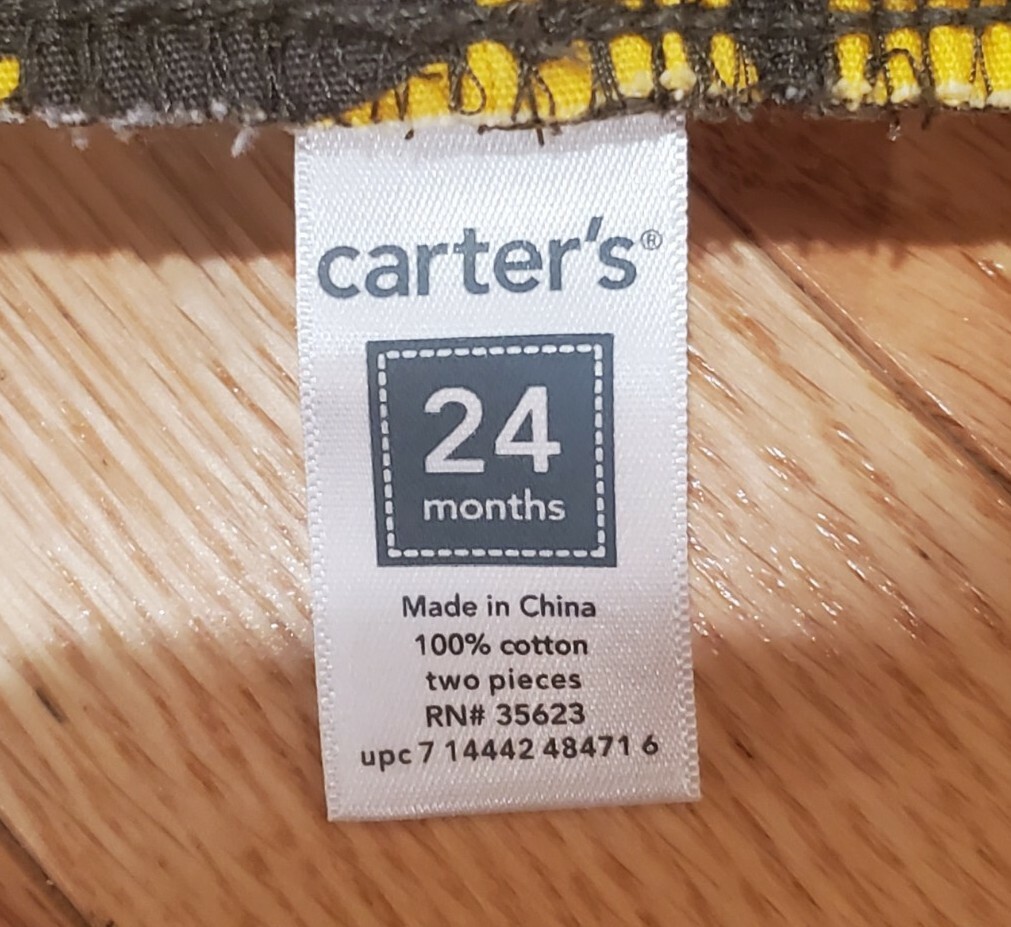 carter's®
24
months
Made in China
100% cotton
two pieces
RN# 35623
upc 7 14442 48471 6